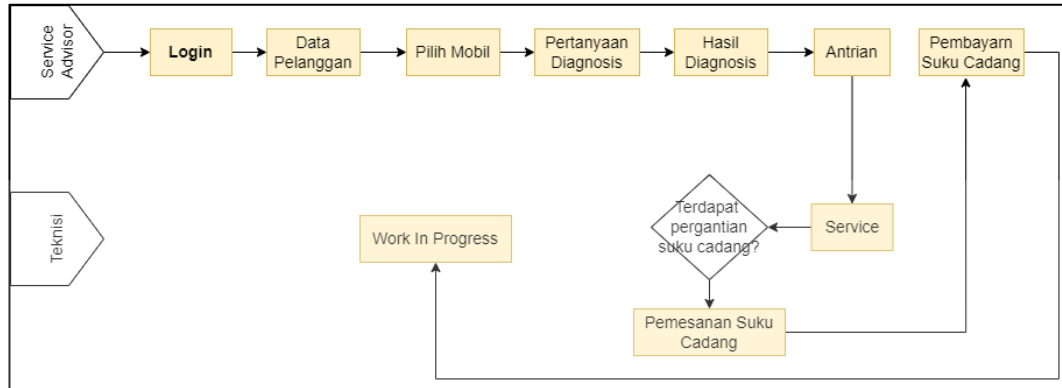 Service
Advisor
Login
Data
Pelanggan
Pilih Mobil
Pertanyaan
Diagnosis
Hasil
Diagnosis
Antrian
Pembayarn
Suku Cadang
Teknisi
Work In Progress
Terdapat
pergantian
suku cadang?
Service
Pemesanan Suku
Cadang